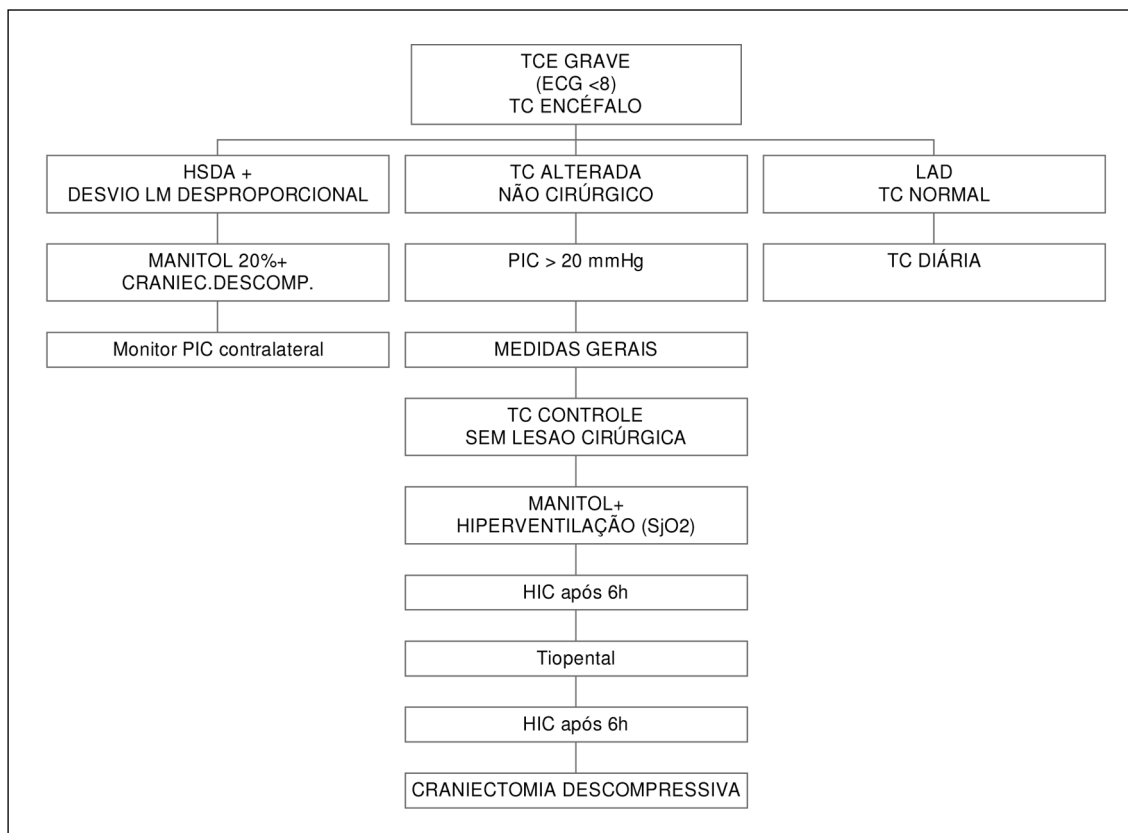 TCE GRAVE
(ECG <8)
TC ENCÉFALO
HSDA +
DESVIO LM DESPROPORCIONAL
TC ALTERADA
NÃO CIRÚRGICO
LAD
TC NORMAL
MANITOL 20%+
CRANIEC.DESCOMP.
PIC > 20 mmHg
TC DIÁRIA
Monitor PIC contralateral
MEDIDAS GERAIS
TC CONTROLE
SEM LESAO CIRÚRGICA
MANITOL+
HIPERVENTILAÇÃO (SjO2)
HIC após 6h
Tiopental
HIC após 6h
CRANIECTOMIA DESCOMPRESSIVA